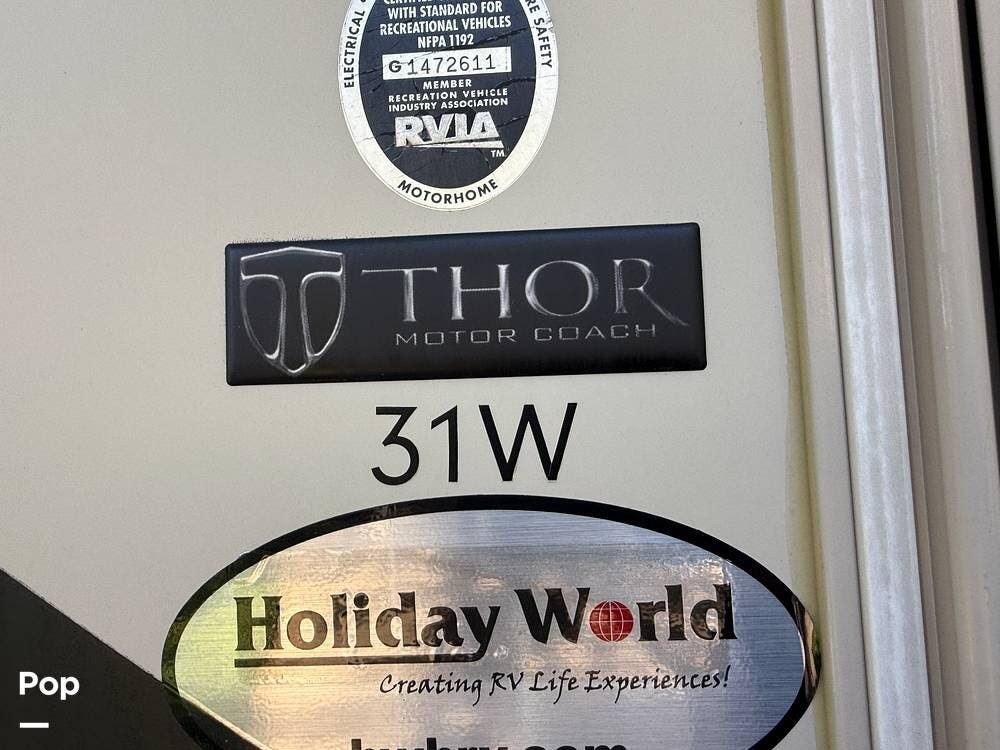 WITH STANDARD FOR
RECREATIONAL VEHICLES
NFPA 1192
ELECTRICAL
SAFETY
G1472611
MEMBER
RECREATION VEHICLE
INDUSTRY ASSOCIATION
RVIA
TM
MOTORHOME
THOR
MOTOR COACH
31W
Holiday World
Creating RV Life Experiences!
Pop